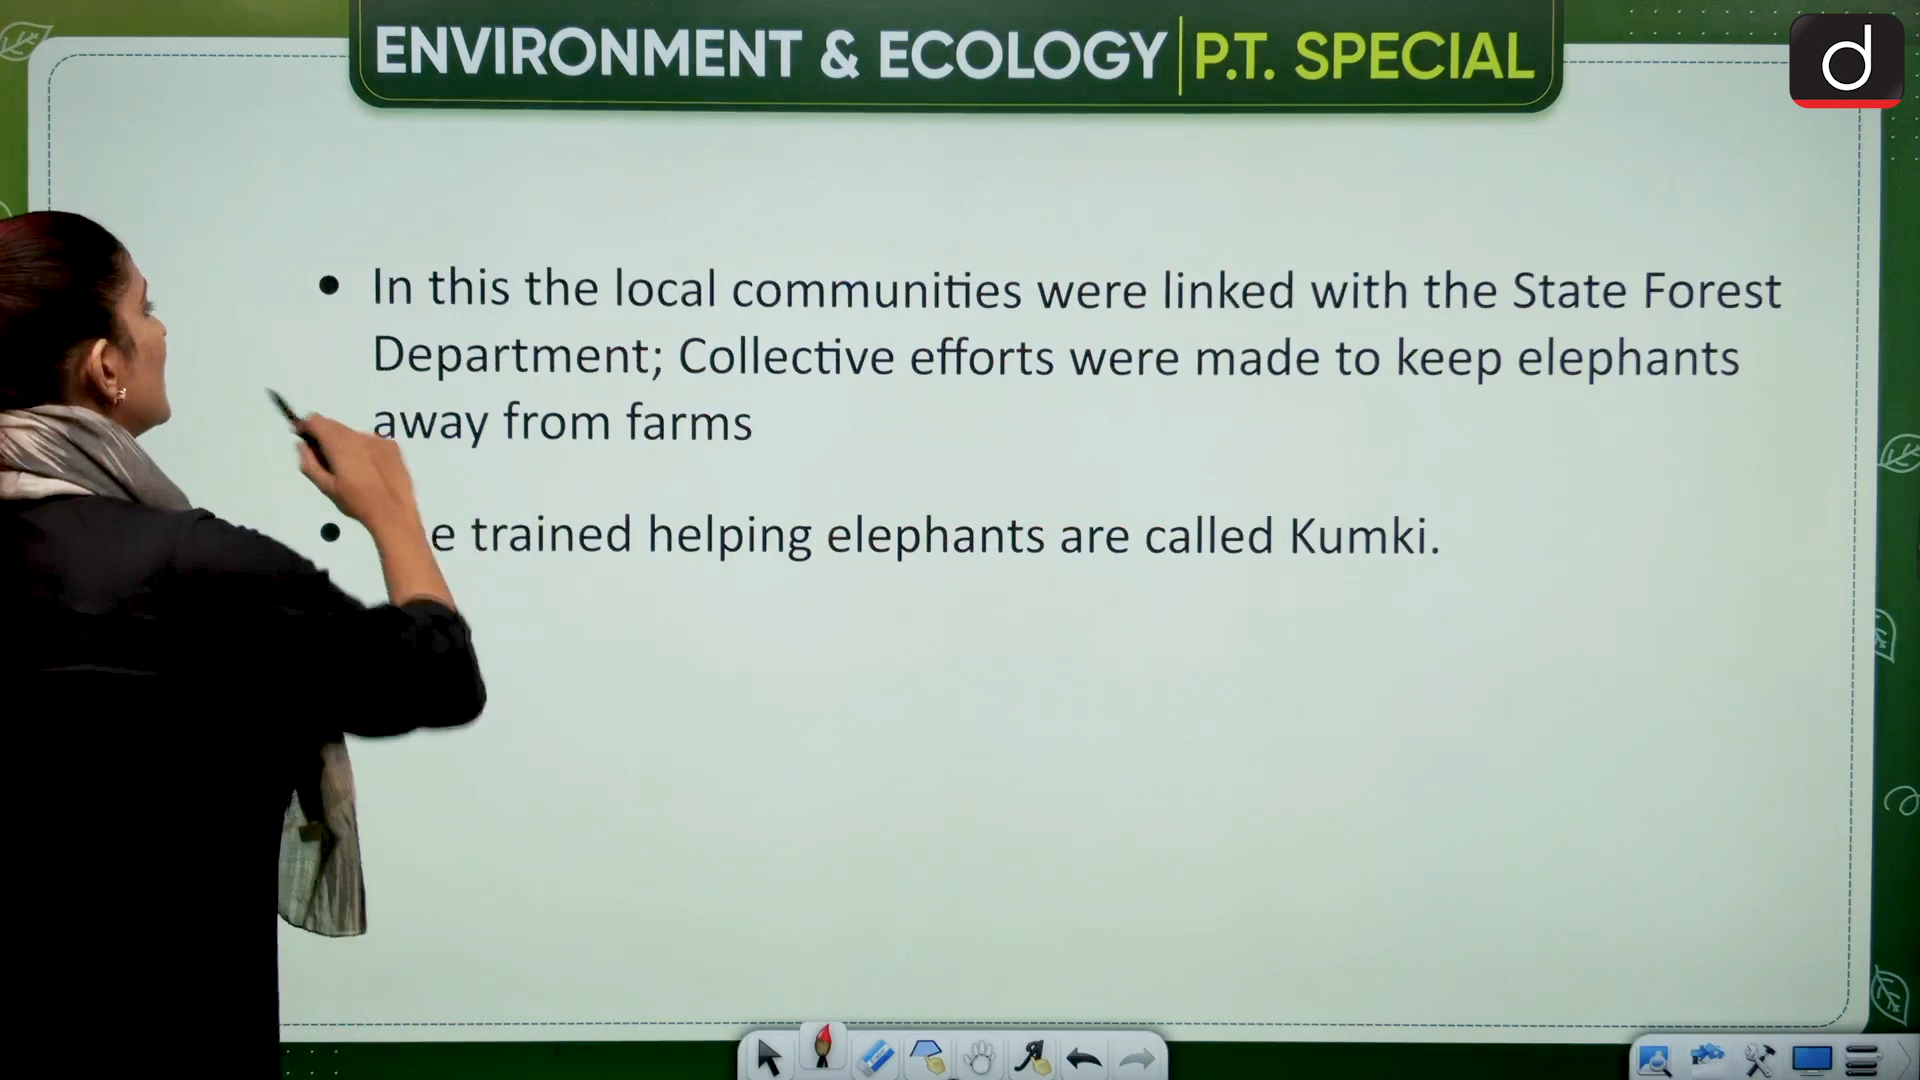 ENVIRONMENT & ECOLOGY P.T. SPECIAL
d
• In this the local communities were linked with the State Forest
Department; Collective efforts were made to keep elephants
away from farms
• e trained helping elephants are called Kumki.